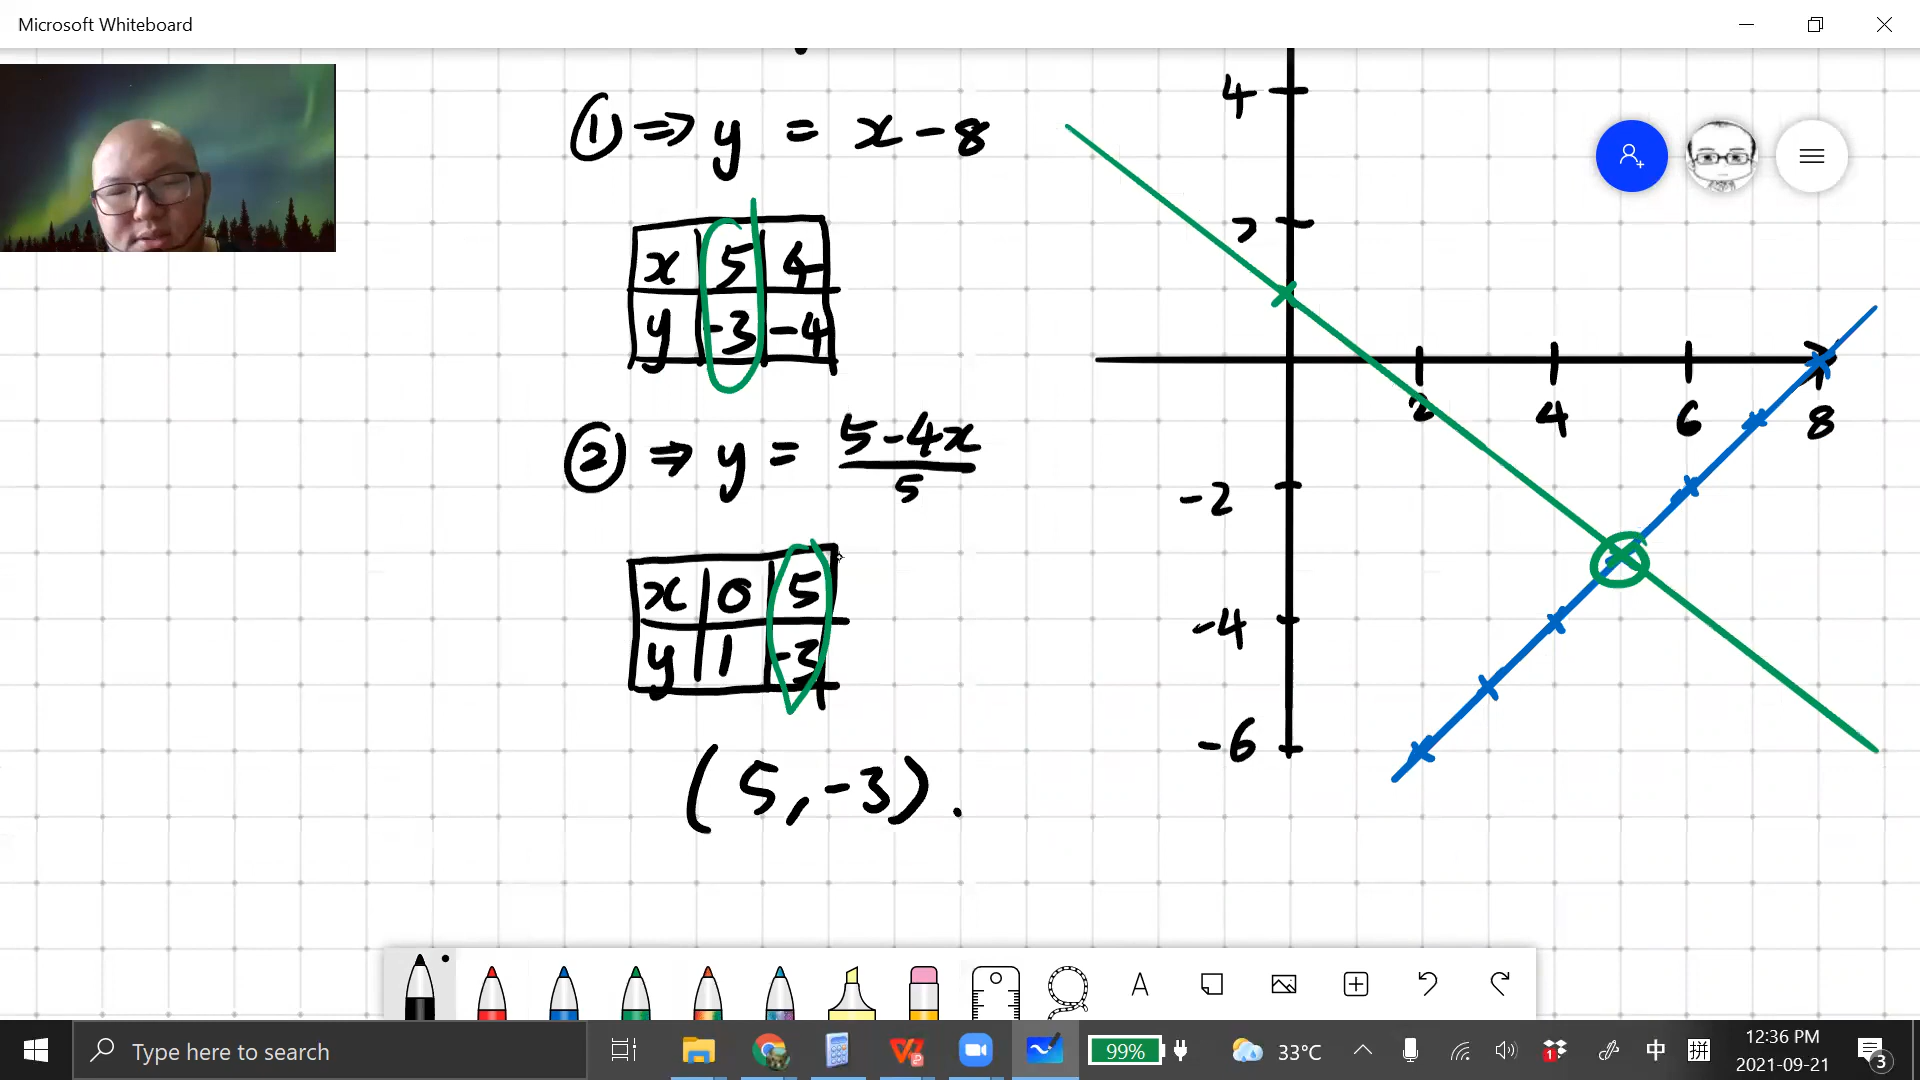 Microsoft Whiteboard
① ⇒ y = x - 8
x 5 4
y -3 -4
② ⇒ y = 5-4x
5
x 0 5
y 1 -3
(5, -3).
4
2
2 4 6 8
-2
-4
-6
A
Type here to search
99%
33°C
1
中
拼
12:36 PM
2021-09-21
3